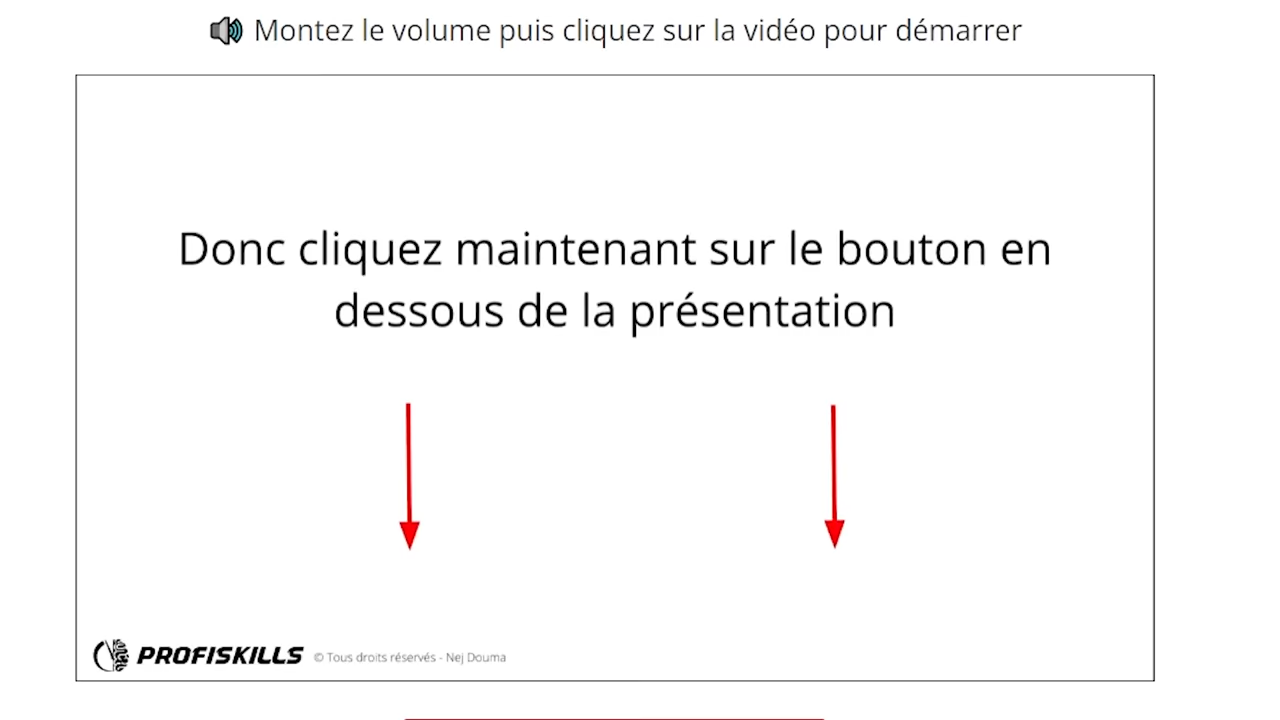 Montez le volume puis cliquez sur la vidéo pour démarrer
Donc cliquez maintenant sur le bouton en
dessous de la présentation
PROFISKILLS © Tous droits réservés - Nej Douma